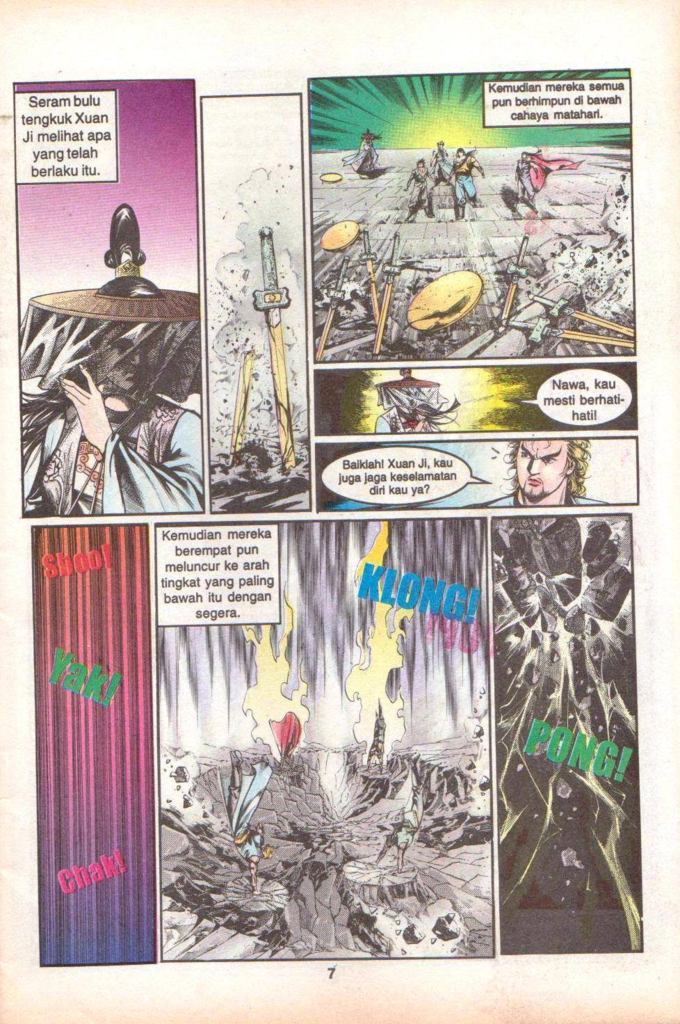 Seram bulu
tengkuk Xuan
Ji melihat apa
yang telah
berlaku itu.
Kemudian mereka semua
pun berhimpun di bawah
cahaya matahari.
Nawa, kau
mesti berhati-
hati!
Baiklah! Xuan Ji, kau
juga jaga keselamatan
diri kau ya?
Shoo!
Yak!
Chak!
Kemudian mereka
berempat pun
meluncur ke arah
tingkat yang paling
bawah itu dengan
segera.
KLONG!
PONG!
7